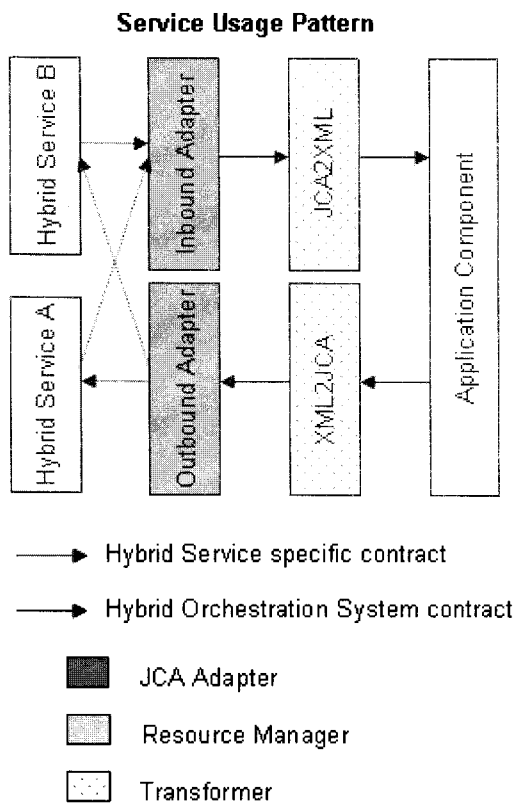 Service Usage Pattern
Hybrid Service B
Inbound Adapter
JCA2XML
Application Component
Hybrid Service A
Outbound Adapter
XML2JCA
Hybrid Service specific contract
Hybrid Orchestration System contract
JCA Adapter
Resource Manager
Transformer